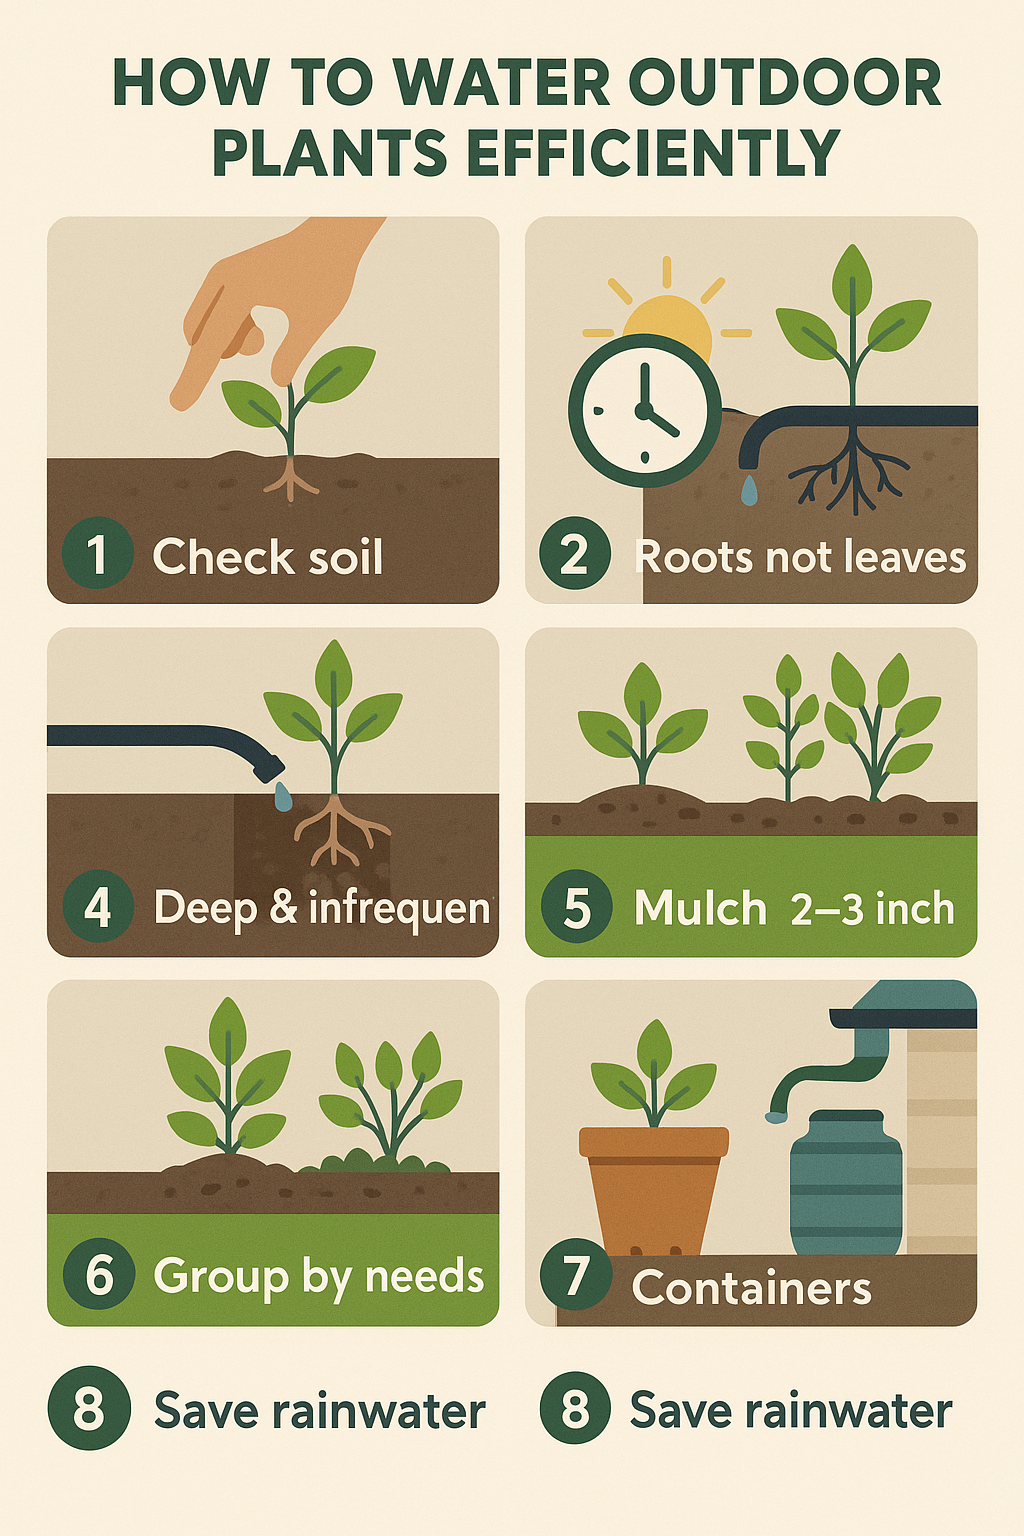 HOW TO WATER OUTDOOR
PLANTS EFFICIENTLY
1 Check soil
2 Roots not leaves
4 Deep & infrequen
5 Mulch 2–3 inch
6 Group by needs
7 Containers
8 Save rainwater
8 Save rainwater